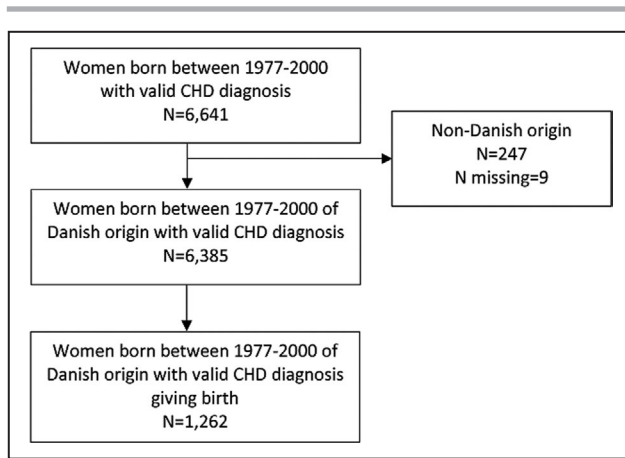 Women born between 1977-2000
with valid CHD diagnosis
N=6,641
Non-Danish origin
N=247
N missing=9
Women born between 1977-2000 of
Danish origin with valid CHD diagnosis
N=6,385
Women born between 1977-2000 of
Danish origin with valid CHD diagnosis
giving birth
N=1,262